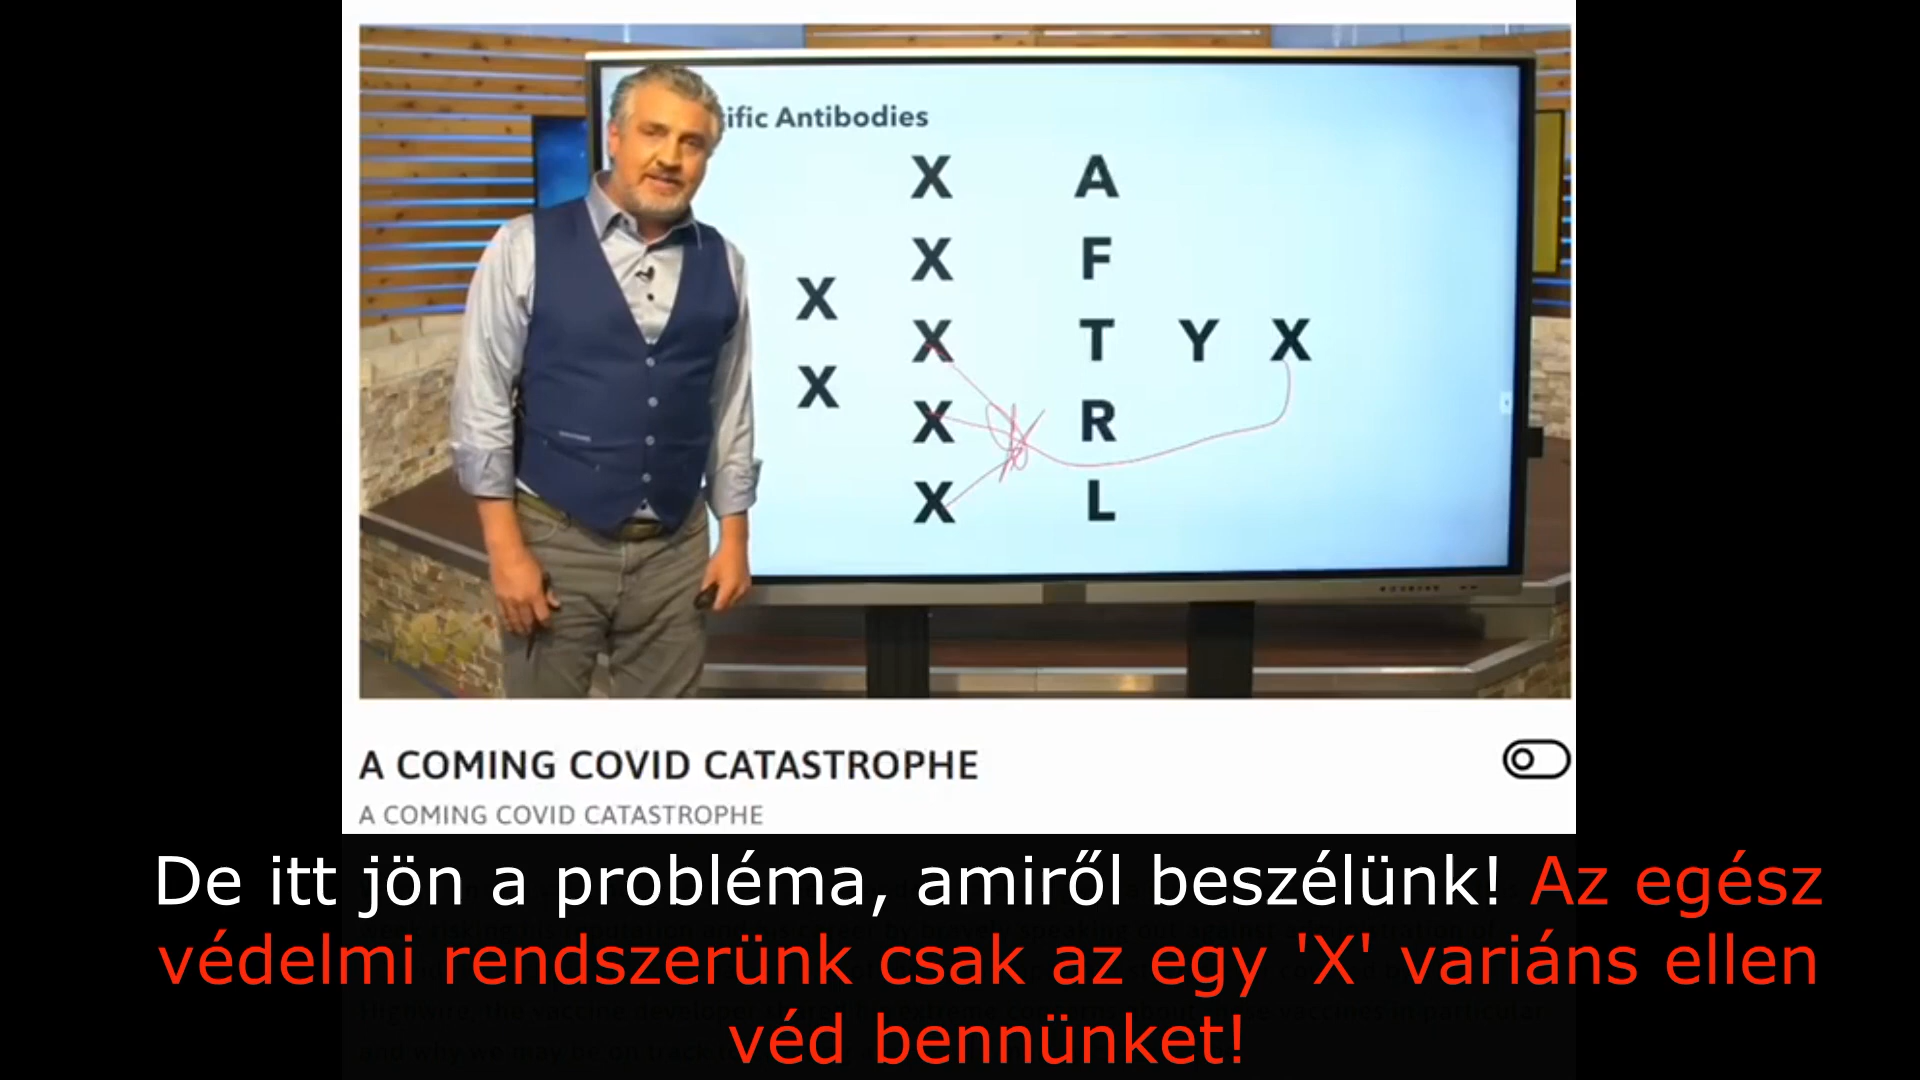 ific Antibodies
X A
X F
X
X T Y X
X
X R
X L
A COMING COVID CATASTROPHE
A COMING COVID CATASTROPHE
De itt jön a probléma, amiről beszélünk! Az egész
védelmi rendszerünk csak az egy 'X' variáns ellen
véd bennünket!